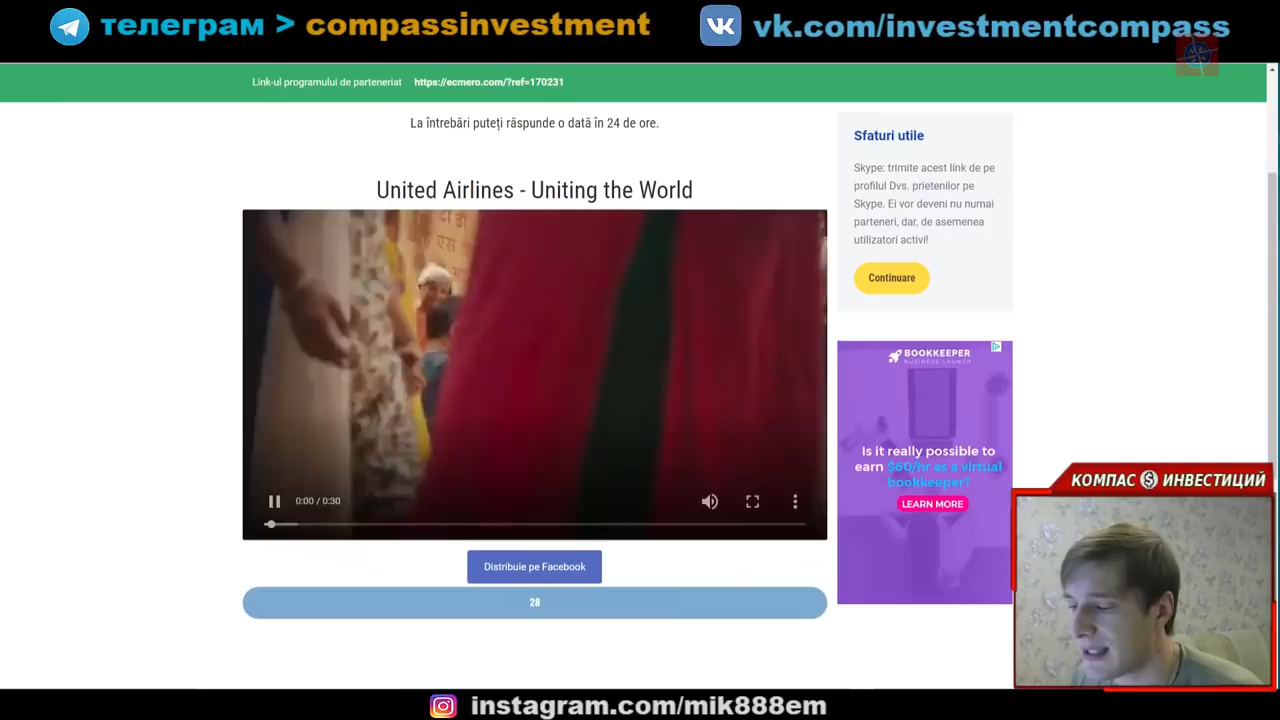 телеграм > compassinvestment
vk.com/investmentcompass
Link-ul programului de parteneriat https://ecmero.com/?ref=170231
La întrebări puteți răspunde o dată în 24 de ore.
United Airlines - Uniting the World
0:00 / 0:30
Distribuie pe Facebook
28
Sfaturi utile
Skype: trimite acest link de pe
profilul Dvs. prietenilor pe
Skype. Ei vor deveni nu numai
parteneri, dar, de asemenea
utilizatori activi!
Continuare
BOOKKEEPER
BUSINESS LAUNCH
Is it really possible to
earn $60/hr as a virtual
bookkeeper?
LEARN MORE
КОМПАС $ ИНВЕСТИЦИЙ
instagram.com/mik888em